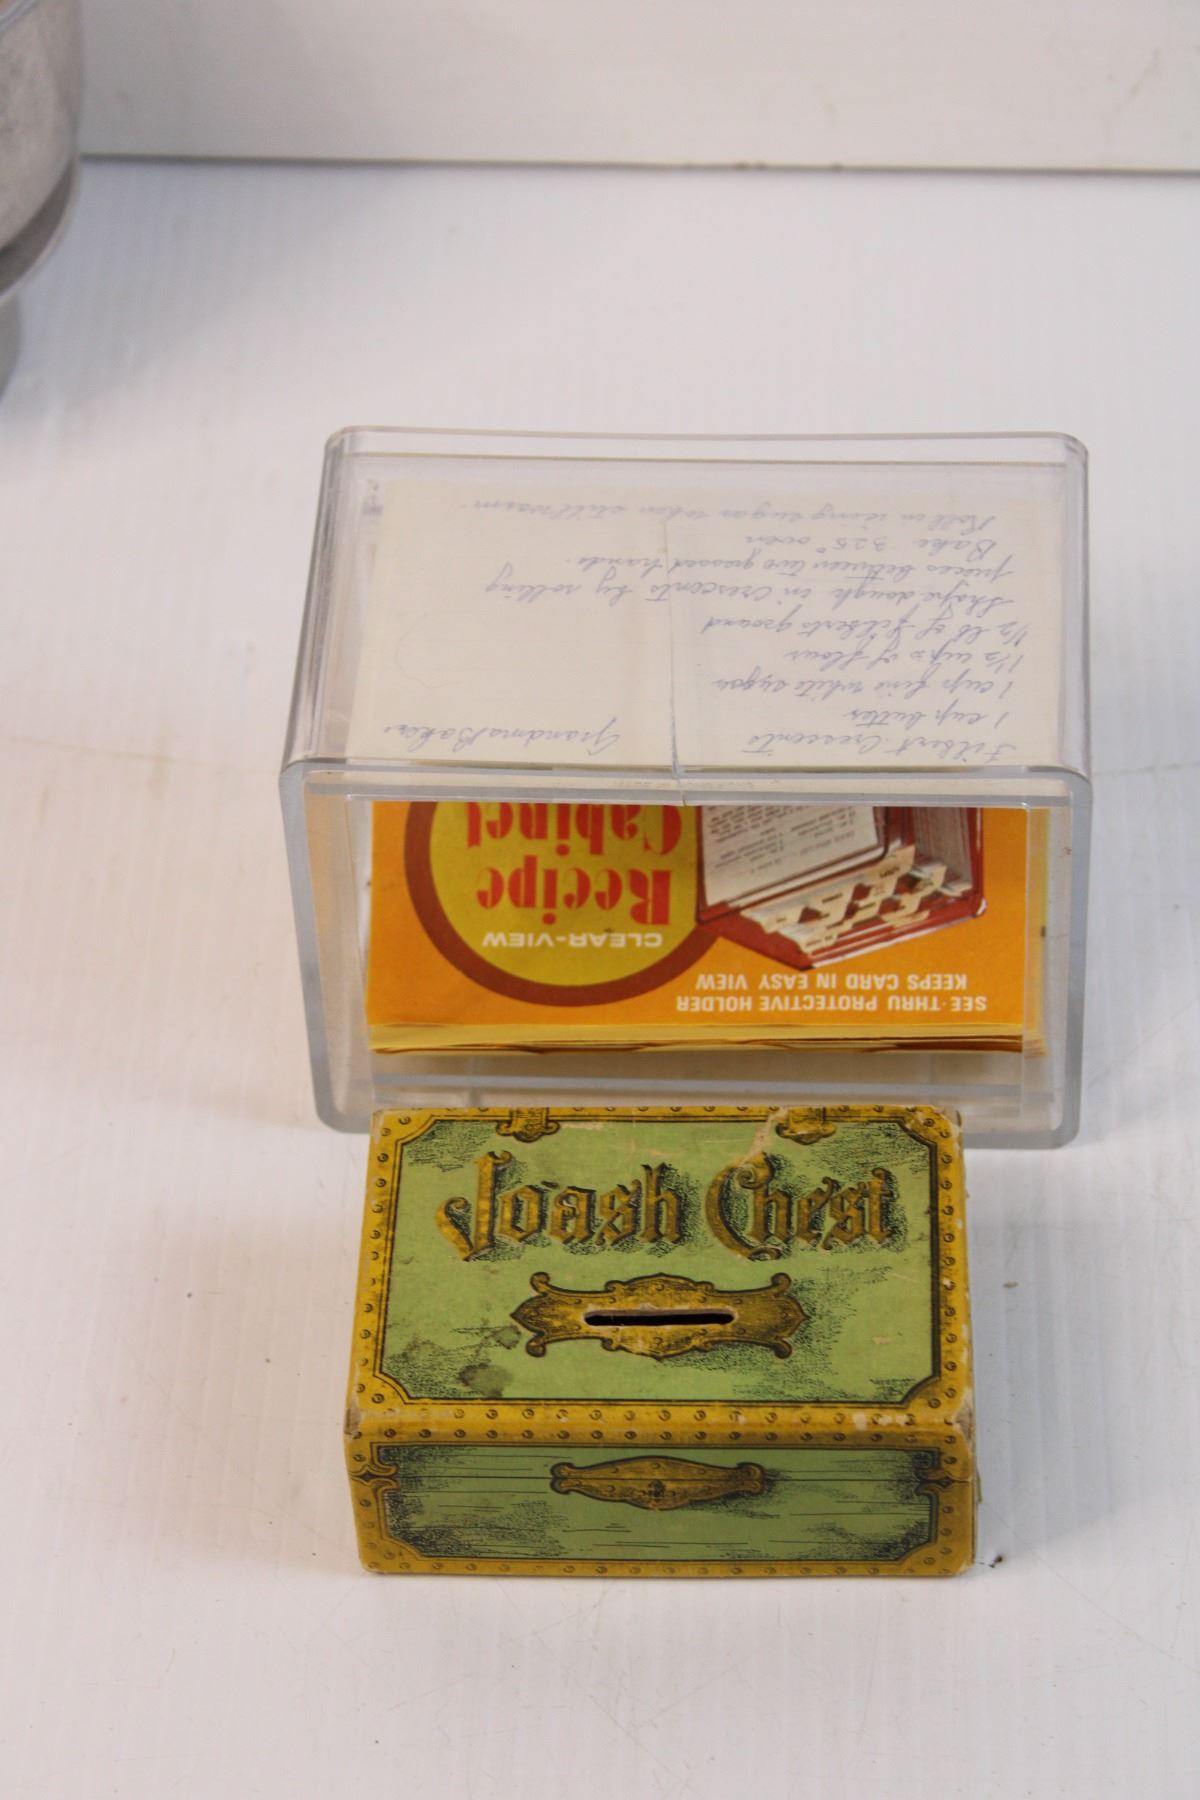 Filbert Crescents
Grandma Baker
1 cup butter
1 cup fine white sugar
1 1/2 cups of flour
1/2 lb of filberts ground
Shape dough in crescents by rolling
pieces between two greased hands.
Bake 325° oven
Roll in icing sugar when still warm.
SEE-THRU PROTECTIVE HOLDER
KEEPS CARD IN EASY VIEW
CLEAR-VIEW
Recipe
Cabinet
Joash Chest